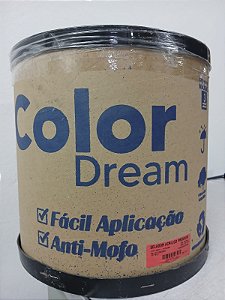 Color
Dream
Fácil Aplicação
Anti-Mofo